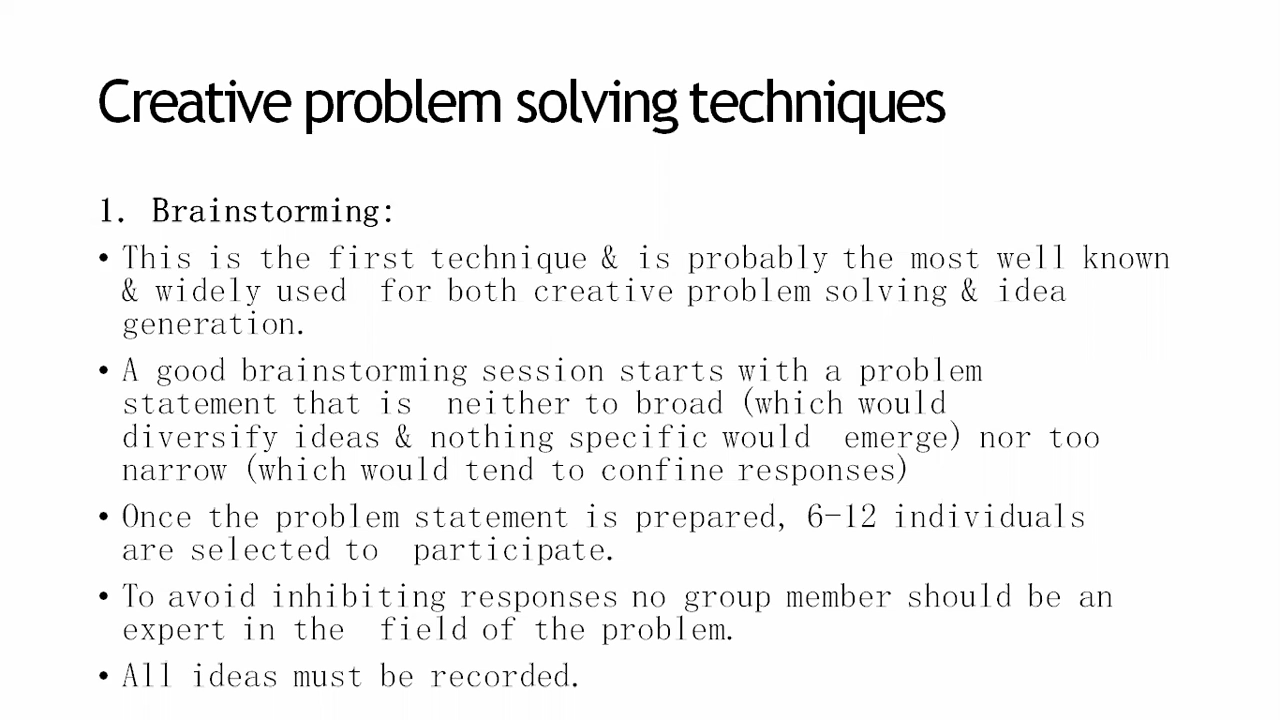 Creative problem solving techniques
1. Brainstorming:
• This is the first technique & is probably the most well known
& widely used for both creative problem solving & idea
generation.
• A good brainstorming session starts with a problem
statement that is neither to broad (which would
diversify ideas & nothing specific would emerge) nor too
narrow (which would tend to confine responses)
• Once the problem statement is prepared, 6-12 individuals
are selected to participate.
• To avoid inhibiting responses no group member should be an
expert in the field of the problem.
• All ideas must be recorded.